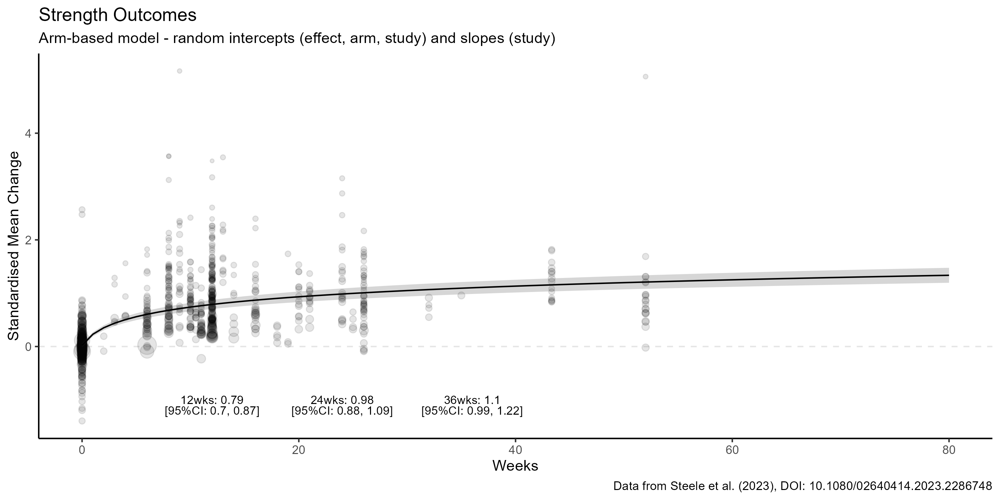 Strength Outcomes
Arm-based model - random intercepts (effect, arm, study) and slopes (study)
Standardised Mean Change
4
2
0
12wks: 0.79
[95%CI: 0.7, 0.87]
24wks: 0.98
[95%CI: 0.88, 1.09]
36wks: 1.1
[95%CI: 0.99, 1.22]
0
20
40
60
80
Weeks
Data from Steele et al. (2023), DOI: 10.1080/02640414.2023.2286748